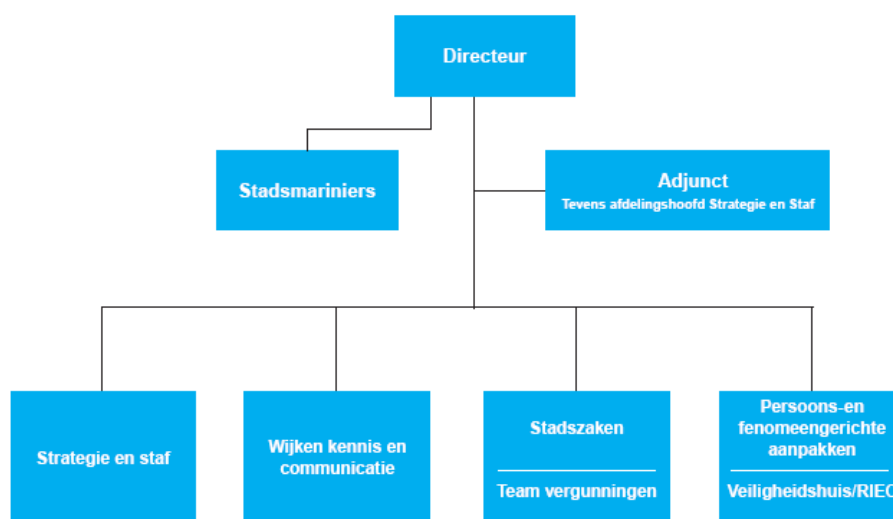 Directeur
Stadsmariniers
Adjunct
Tevens afdelingshoofd Strategie en Staf
Strategie en staf
Wijken kennis en
communicatie
Stadszaken
Team vergunningen
Persoons-en
fenomeengerichte
aanpakken
Veiligheidshuis/RIEC